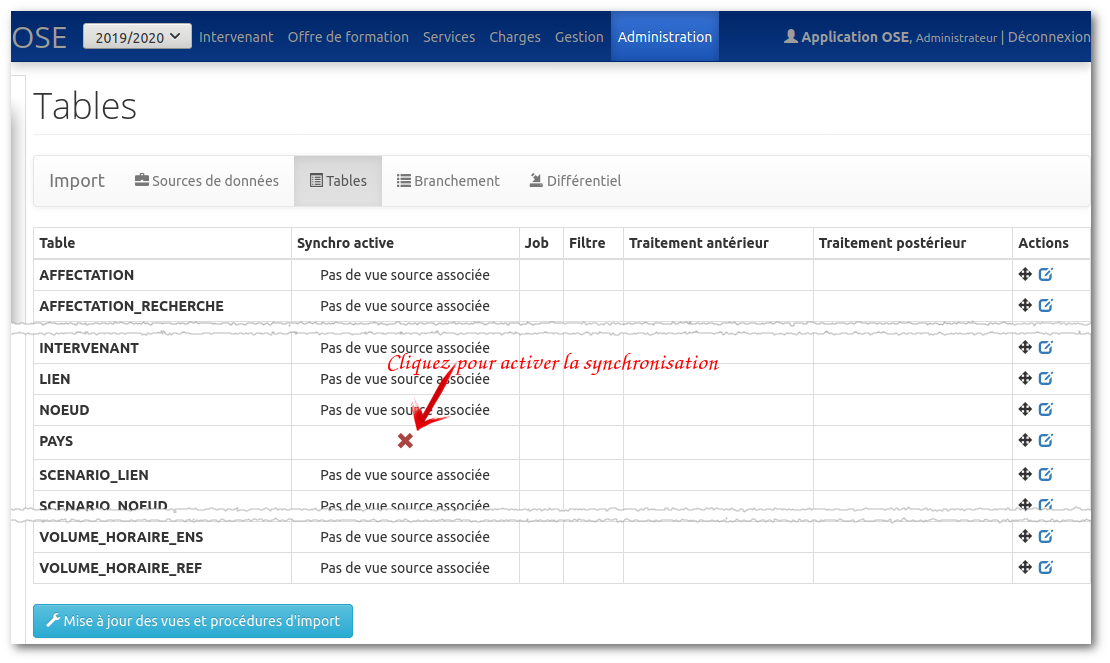 OSE 2019/2020 Intervenant Offre de formation Services Charges Gestion Administration Application OSE, Administrateur | Déconnexion
Tables
Import Sources de données Tables Branchement Différentiel
Table Synchro active Job Filtre Traitement antérieur Traitement postérieur Actions
AFFECTATION Pas de vue source associée
AFFECTATION_RECHERCHE Pas de vue source associée
INTERVENANT Pas de vue source associée
Cliquez pour activer la synchronisation
LIEN Pas de vue source associée
NOEUD Pas de vue source associée
PAYS
SCENARIO_LIEN Pas de vue source associée
SCENARIO_NOEUD Pas de vue source associée
VOLUME_HORAIRE_ENS Pas de vue source associée
VOLUME_HORAIRE_REF Pas de vue source associée
Mise à jour des vues et procédures d'import